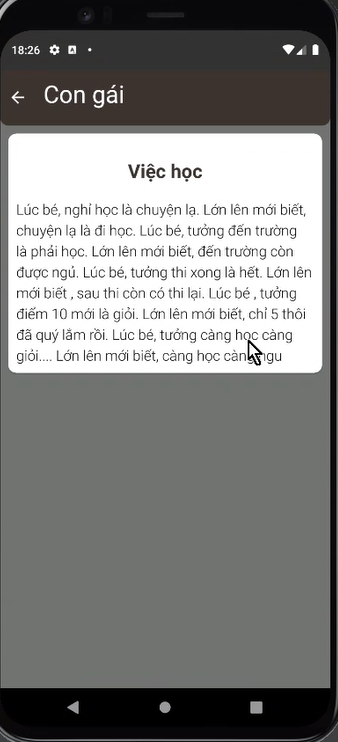 18:26
Con gái
Việc học
Lúc bé, nghỉ học là chuyện lạ. Lớn lên mới biết,
chuyện lạ là đi học. Lúc bé, tưởng đến trường
là phải học. Lớn lên mới biết, đến trường còn
được ngủ. Lúc bé, tưởng thi xong là hết. Lớn lên
mới biết , sau thi còn có thi lại. Lúc bé , tưởng
điểm 10 mới là giỏi. Lớn lên mới biết, chỉ 5 thôi
đã quý lắm rồi. Lúc bé, tưởng càng học càng
giỏi.... Lớn lên mới biết, càng học càng ngu